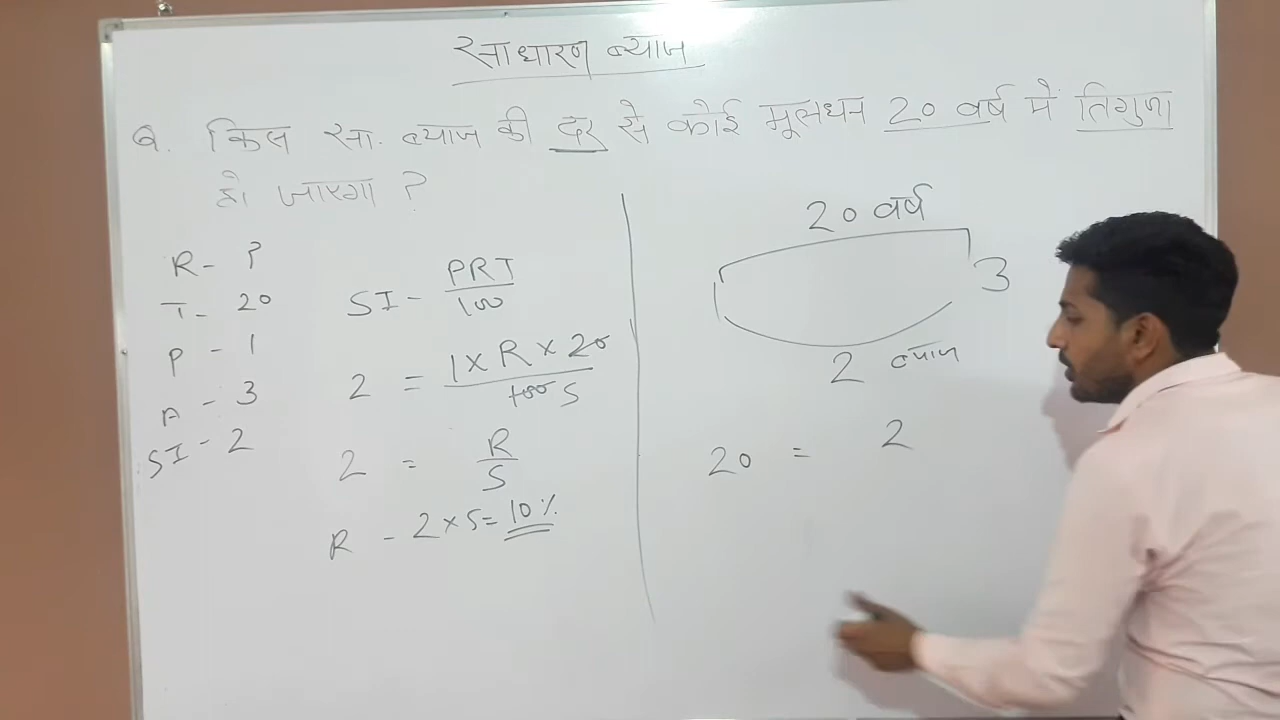 साधारण ब्याज
Q. किस सा. ब्याज की दर से कोई मूलधन 20 वर्ष में तिगुणा
हो जाएगा ?
R - ?
T - 20
P - 1
A - 3
SI - 2
SI - PRT/100
2 = 1 x R x 20/100 5
2 = R/5
R - 2 x 5 = 10%
20 वर्ष
3
2 ब्याज
20 = 2